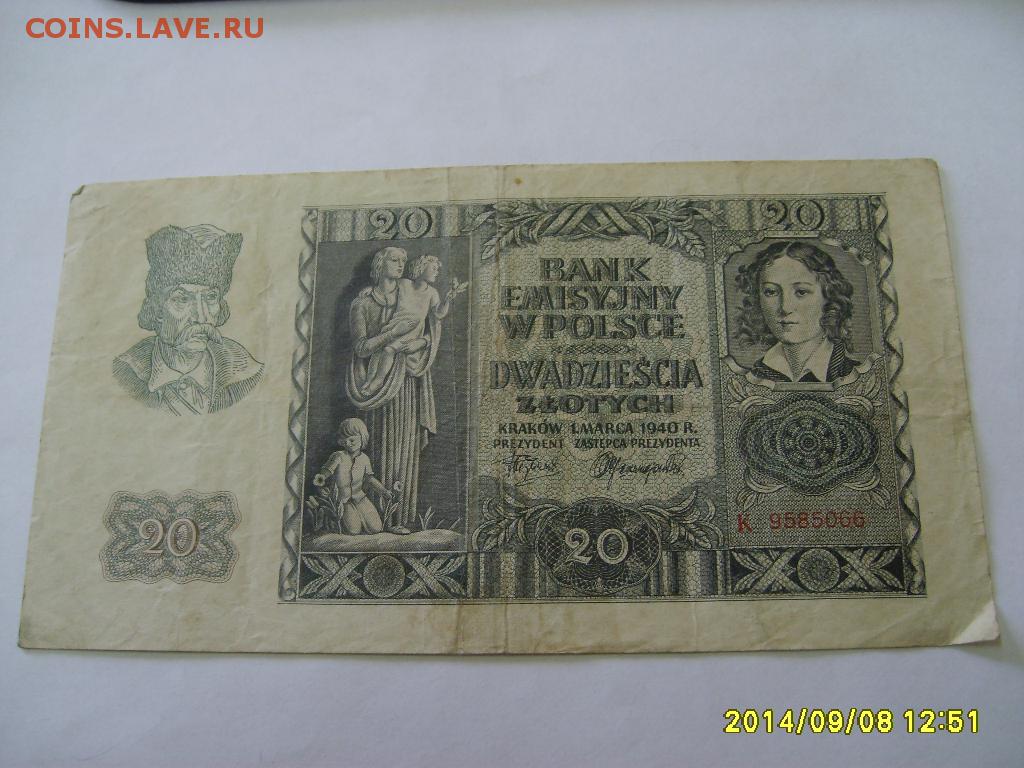 COINS.LAVE.RU
20
20
BANK
EMISYJNY
W POLSCE
DWADZIEŚCIA
ZŁOTYCH
KRAKÓW 1.MARCA 1940 R.
PREZYDENT ZASTĘPCA PREZYDENTA
K 9585066
20
20
2014/09/08 12:51